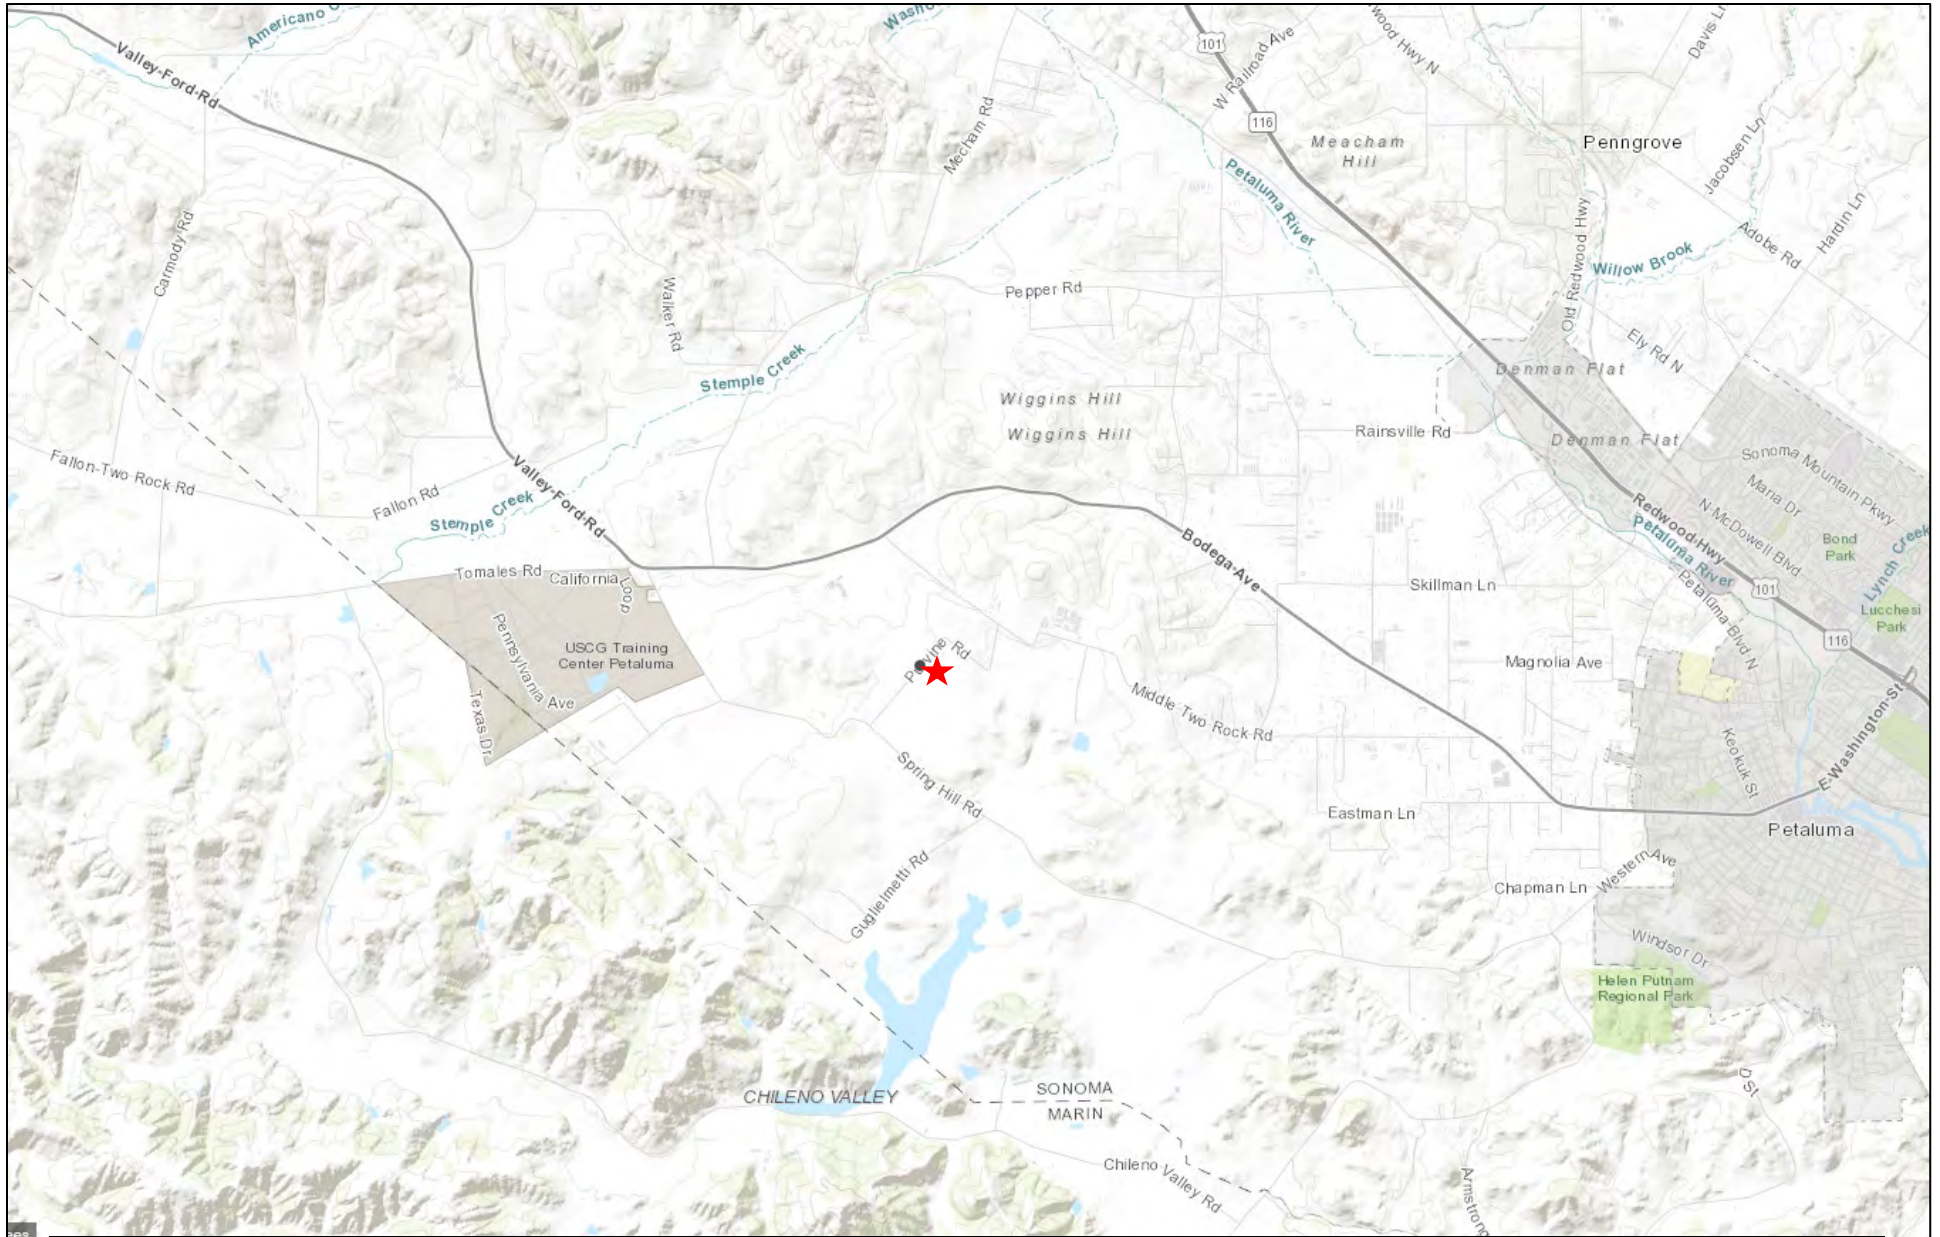 Americano
Valley-Ford-Rd
Mecham Rd
101
W Railroad Ave
wood Hwy N
Davis Ln
116
Meacham
Hill
Penngrove
Jacobsen Ln
Petaluma River
Carmody Rd
Walker Rd
Pepper Rd
Old Redwood Hwy
Willow Brook
Adobe Rd
Hardin Ln
Ely Rd N
Stemple Creek
Denman Flat
Wiggins Hill
Wiggins Hill
Rainsville Rd
Denman Flat
Sonoma Mountain Pkwy
Maria Dr
Fallon-Two Rock Rd
Fallon Rd
Stemple Creek
Valley-Ford-Rd
Redwood-Hwy
Petaluma River
N McDowell Blvd
Bond
Park
Lynch Creek
Bodega-Ave
Tomales Rd
California Loop
Skillman Ln
101
Petaluma Blvd N
Lucchesi
Park
116
Pennsylvania Ave
USCG Training
Center Petaluma
Rd
Magnolia Ave
Texas Dr
Middle Two Rock Rd
Keokuk St
E-Washington-St
Spring Hill Rd
Eastman Ln
Petaluma
Guglielmetti Rd
Western Ave
Chapman Ln
Windsor Dr
Helen Putnam
Regional Park
D St
CHILENO VALLEY
SONOMA
MARIN
Chileno Valley Rd
Armstrong